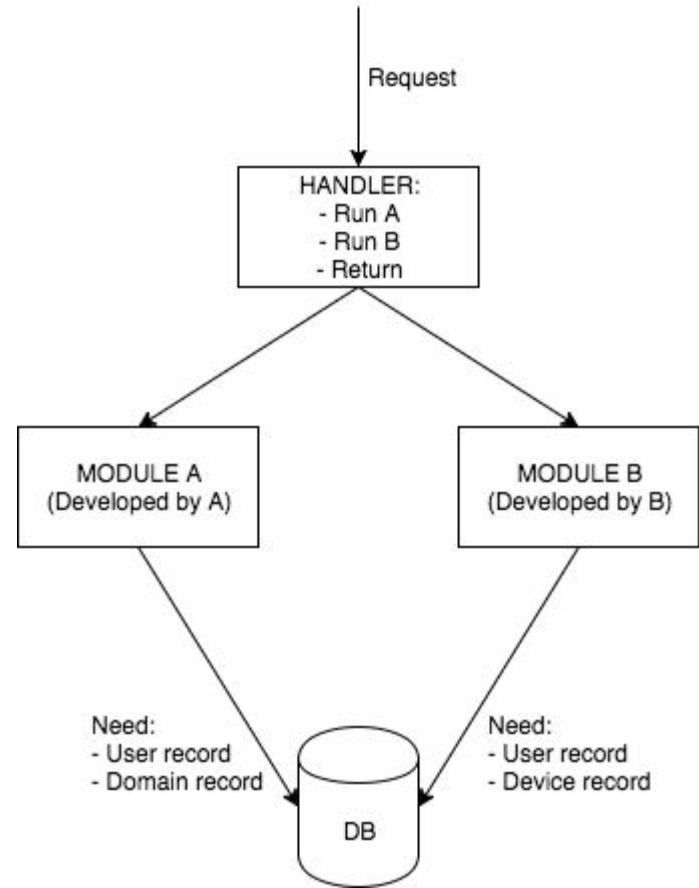 Request
HANDLER:
- Run A
- Run B
- Return
MODULE A
(Developed by A)
MODULE B
(Developed by B)
Need:
- User record
- Domain record
Need:
- User record
- Device record
DB